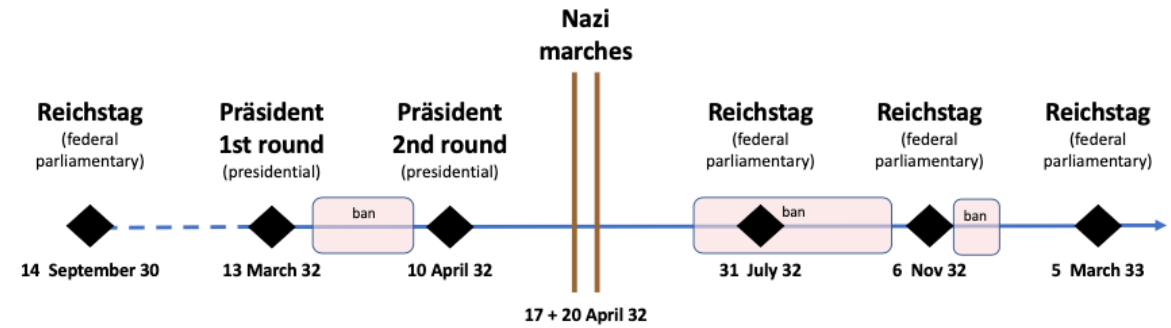 Nazi
marches
Reichstag
(federal
parliamentary)
Präsident
1st round
(presidential)
Präsident
2nd round
(presidential)
Reichstag
(federal
parliamentary)
Reichstag
(federal
parliamentary)
Reichstag
(federal
parliamentary)
ban
ban
ban
14 September 30
13 March 32
10 April 32
31 July 32
6 Nov 32
5 March 33
17 + 20 April 32